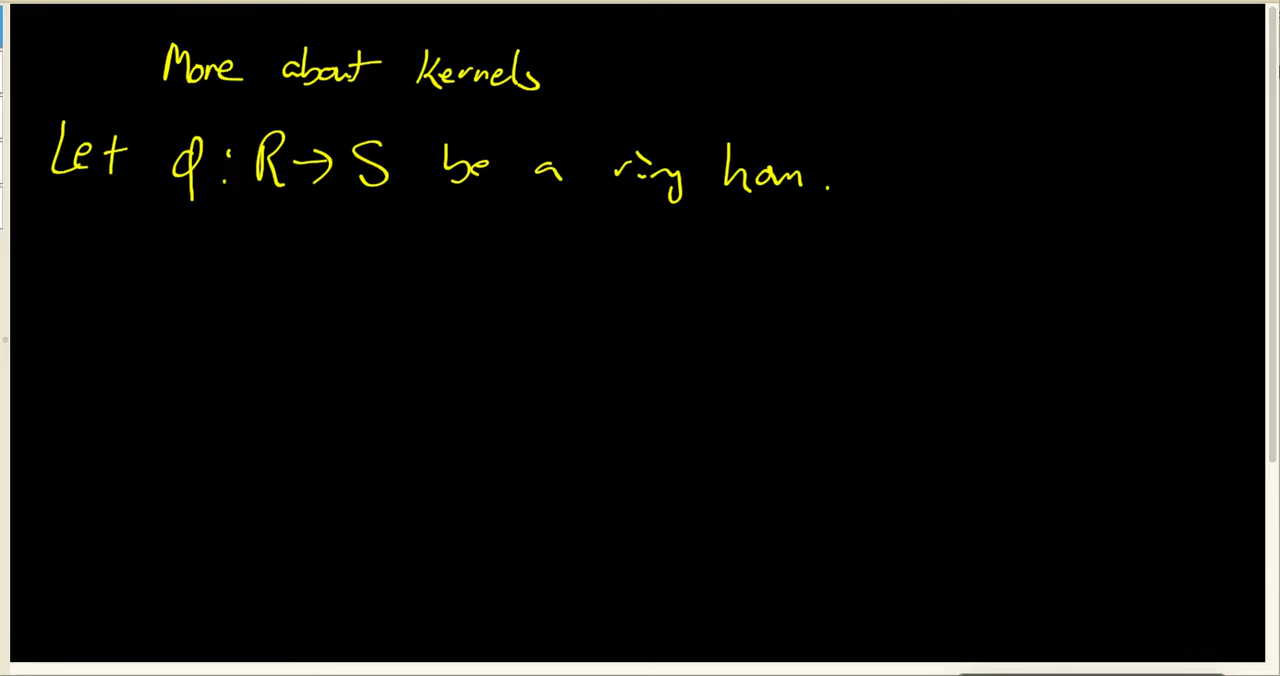 More about Kernels
Let φ: R → S be a ring hom.